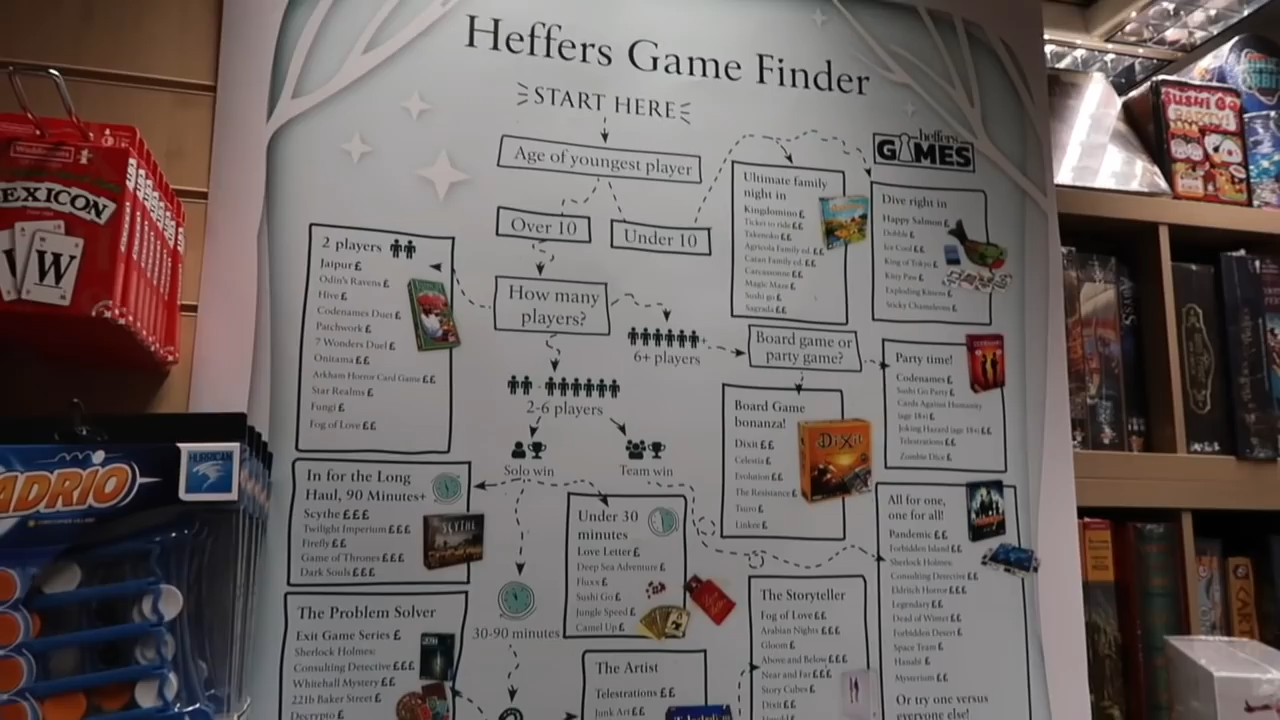 Heffers Game Finder
START HERE
heffers
GAMES
Age of youngest player
Over 10
Under 10
How many
players?
6+ players
2-6 players
Solo win
Team win
30-90 minutes
Board game or
party game?
2 players
Jaipur £
Odin's Ravens £
Hive £
Codenames Duet £
Patchwork £
7 Wonders Duel £
Onitama ££
Arkham Horror Card Game ££
Star Realms £
Fungi £
Fog of Love ££
Ultimate family
night in
Kingdomino £
Ticket to ride ££
Takenoko ££
Agricola Family ed. ££
Catan Family ed. ££
Carcassonne ££
Magic Maze £
Sushi go £
Sagrada ££
Dive right in
Happy Salmon £
Dobble £
Ice Cool ££
King of Tokyo £
Kitty Paw £
Exploding Kittens £
Sticky Chameleons £
Party time!
Codenames £
Sushi Go Party £
Cards Against Humanity
(age 18+) £
Joking Hazard (age 18+) ££
Telestrations ££
Zombie Dice £
Board Game
bonanza!
Dixit ££
Celestia £
Evolution ££
The Resistance £
Tsuro £
Linkee £
DiXiT
In for the Long
Haul, 90 Minutes+
Scythe £££
Twilight Imperium £££
Firefly ££
Game of Thrones £££
Dark Souls £££
SCYTHE
Under 30
minutes
Love Letter £
Deep Sea Adventure £
Fluxx £
Sushi Go £
Jungle Speed £
Camel Up £
All for one,
one for all!
Pandemic ££
Forbidden Island ££
Sherlock Holmes:
Consulting Detective ££
Eldritch Horror £££
Legendary ££
Dead of Winter ££
Forbidden Desert £
Space Team £
Hanabi £
Mysterium ££
Or try one versus
everyone else!
The Problem Solver
Exit Game Series £
Sherlock Holmes:
Consulting Detective £££
Whitehall Mystery ££
221b Baker Street £
Decrypto £
The Artist
Telestrations ££
Junk Art ££
The Storyteller
Fog of Love ££
Arabian Nights £££
Gloom £
Above and Below £££
Near and Far £££
Story Cubes £
Dixit ££
Waddingtons
LEXICON
W
ADRIO
HURRICAN
SUSHI GO
PARTY!